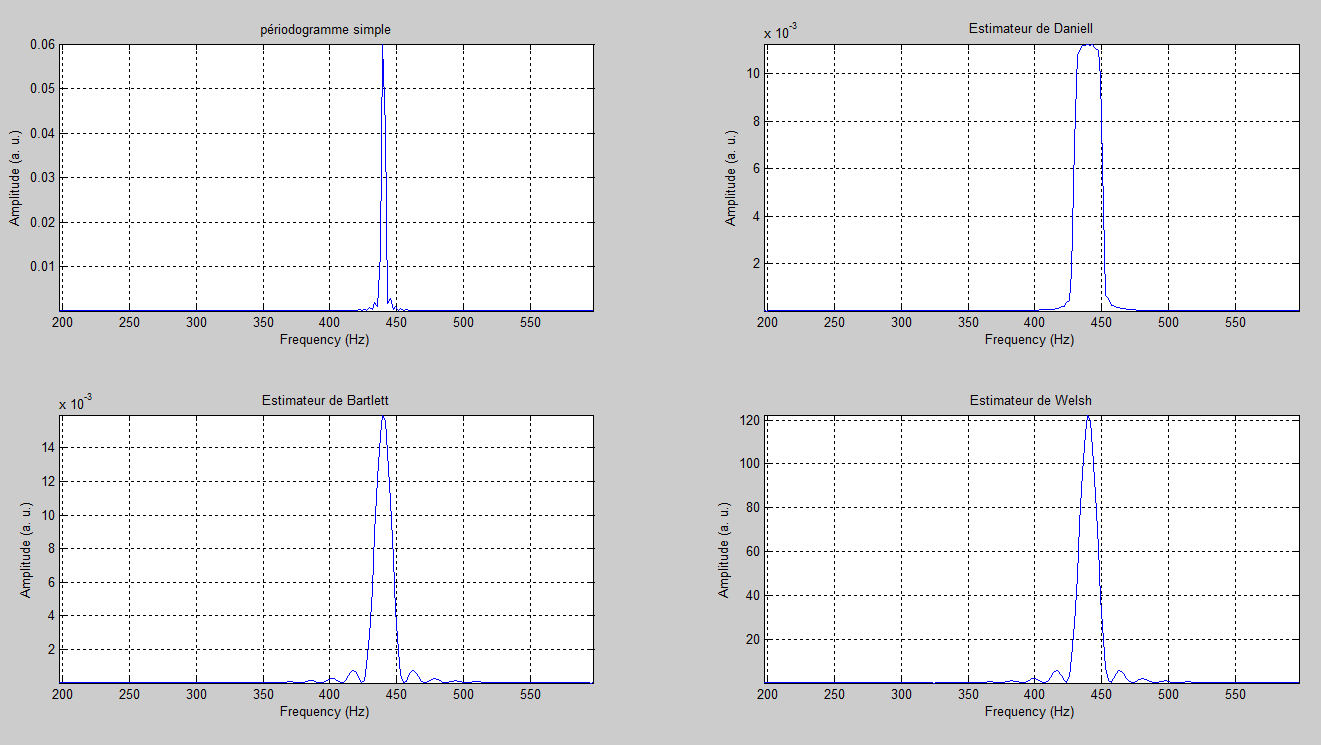 périodogramme simple
0.06
0.05
0.04
0.03
0.02
0.01
Amplitude (a. u.)
200 250 300 350 400 450 500 550
Frequency (Hz)
Estimateur de Daniell
x 10-3
10
8
6
4
2
Amplitude (a. u.)
200 250 300 350 400 450 500 550
Frequency (Hz)
Estimateur de Bartlett
x 10-3
14
12
10
8
6
4
2
Amplitude (a. u.)
200 250 300 350 400 450 500 550
Frequency (Hz)
Estimateur de Welsh
120
100
80
60
40
20
Amplitude (a. u.)
200 250 300 350 400 450 500 550
Frequency (Hz)